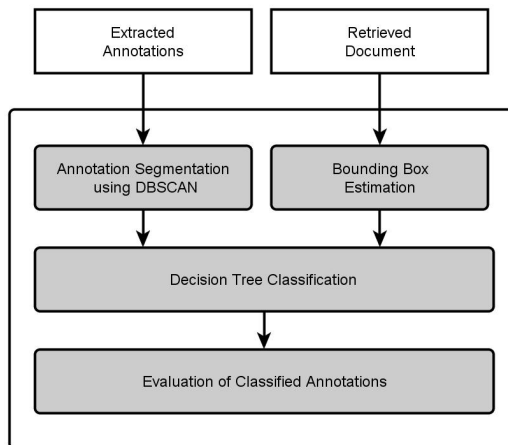 Extracted
Annotations
Retrieved
Document
Annotation Segmentation
using DBSCAN
Bounding Box
Estimation
Decision Tree Classification
Evaluation of Classified Annotations